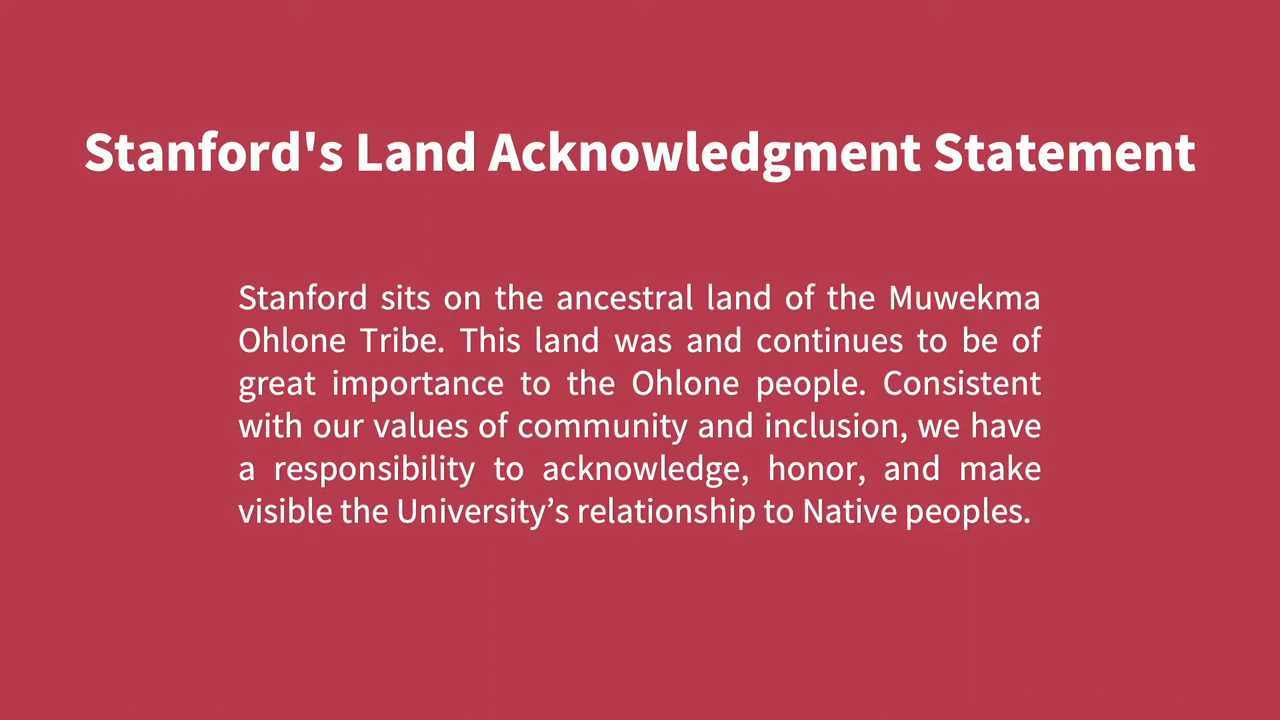 Stanford's Land Acknowledgment Statement
Stanford sits on the ancestral land of the Muwekma
Ohlone Tribe. This land was and continues to be of
great importance to the Ohlone people. Consistent
with our values of community and inclusion, we have
a responsibility to acknowledge, honor, and make
visible the University’s relationship to Native peoples.